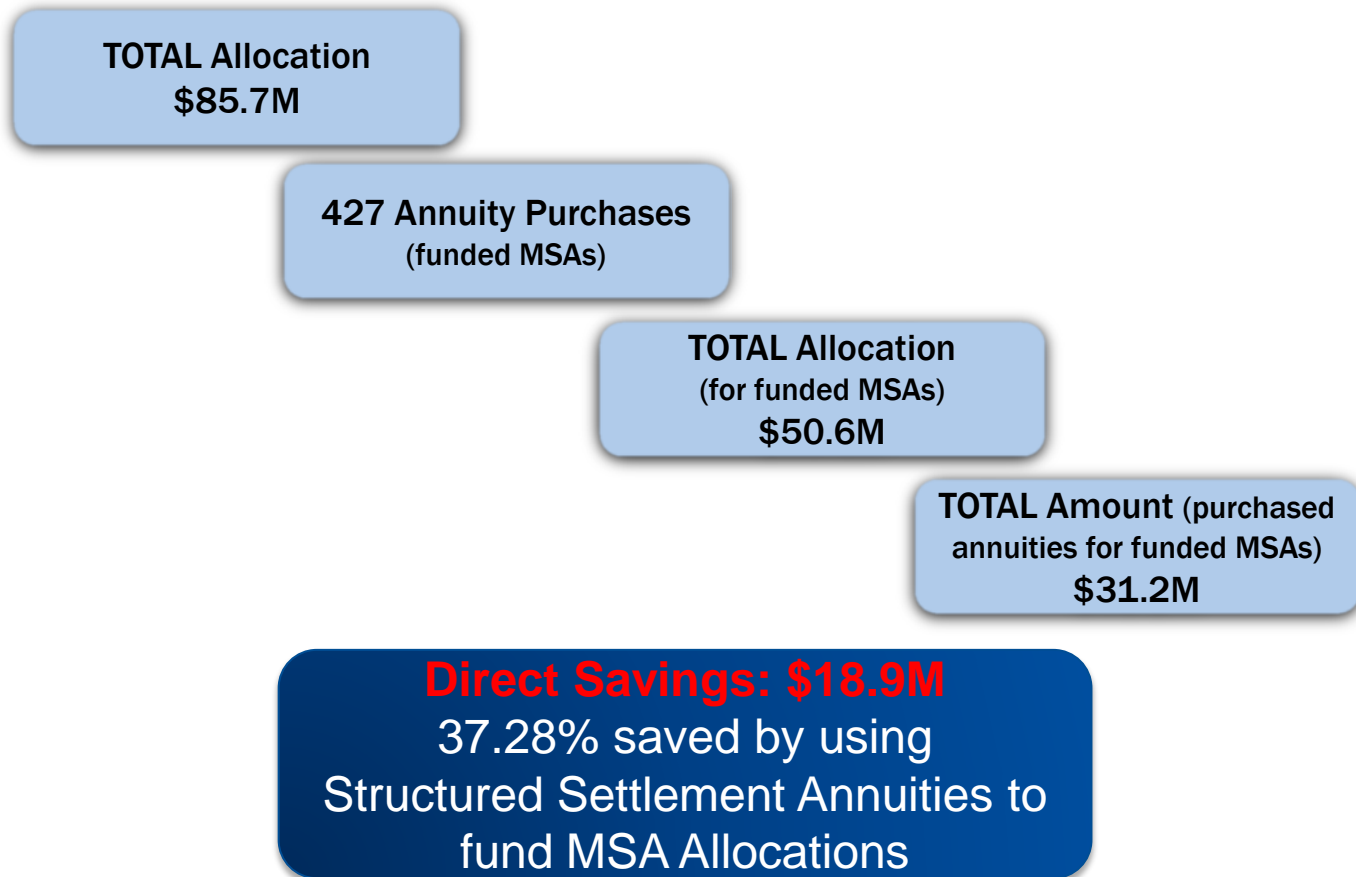 TOTAL Allocation
$85.7M
427 Annuity Purchases
(funded MSAs)
TOTAL Allocation
(for funded MSAs)
$50.6M
TOTAL Amount (purchased
annuities for funded MSAs)
$31.2M
Direct Savings: $18.9M
37.28% saved by using
Structured Settlement Annuities to
fund MSA Allocations